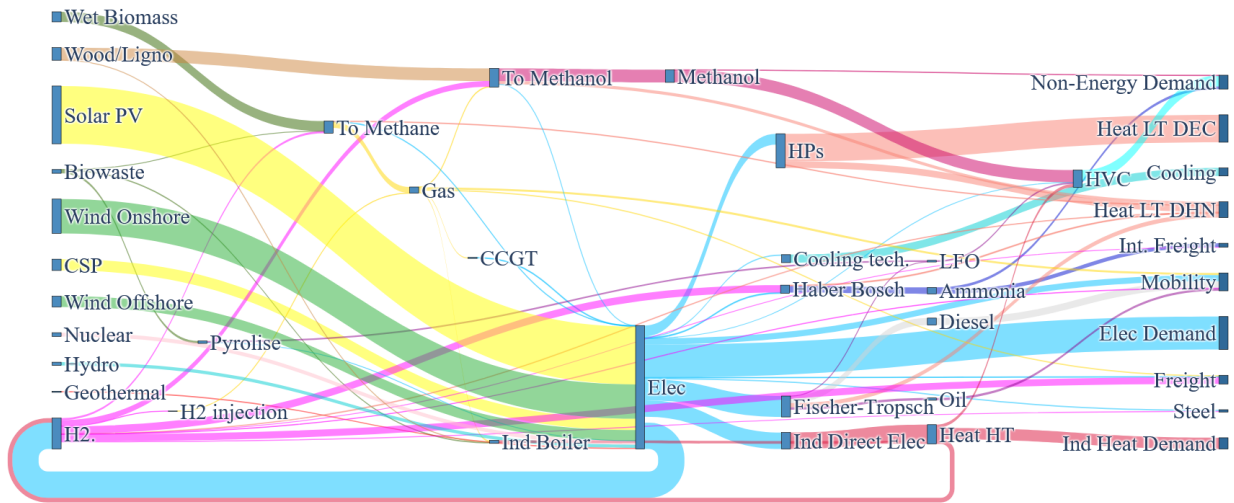 Wet Biomass
Wood/Ligno
Solar PV
Biowaste
Wind Onshore
CSP
Wind Offshore
Nuclear
Hydro
Geothermal
H2.
Pyrolise
H2 injection
To Methane
Gas
To Methanol
CCGT
Ind Boiler
Elec
Methanol
HPs
Cooling tech.
Haber Bosch
Fischer-Tropsch
Ind Direct Elec
LFO
Ammonia
Diesel
Oil
Heat HT
HVC
Non-Energy Demand
Heat LT DEC
Cooling
Heat LT DHN
Int. Freight
Mobility
Elec Demand
Freight
Steel
Ind Heat Demand